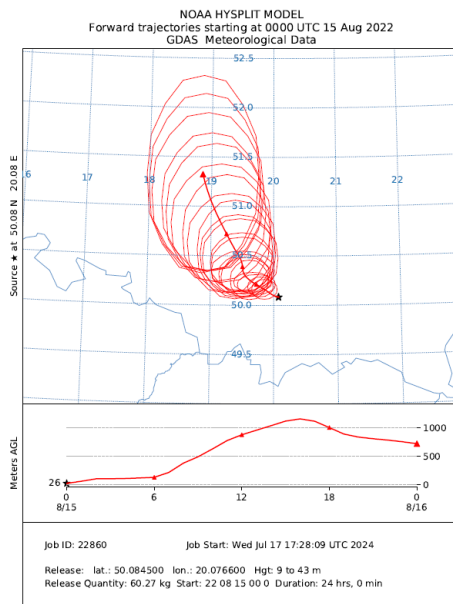 NOAA HYSPLIT MODEL
Forward trajectories starting at 0000 UTC 15 Aug 2022
GDAS Meteorological Data
Source ★ at 50.08 N 20.08 E
52.5
52.0
51.5
6 17 18 19 20 21 22
51.0
50.5
50.0
49.5
Meters AGL
1000
500
0
26
0 6 12 18 0
8/15 8/16
Job ID: 22860 Job Start: Wed Jul 17 17:28:09 UTC 2024
Release: lat.: 50.084500 lon.: 20.076600 Hgt: 9 to 43 m
Release Quantity: 60.27 kg Start: 22 08 15 00 0 Duration: 24 hrs, 0 min